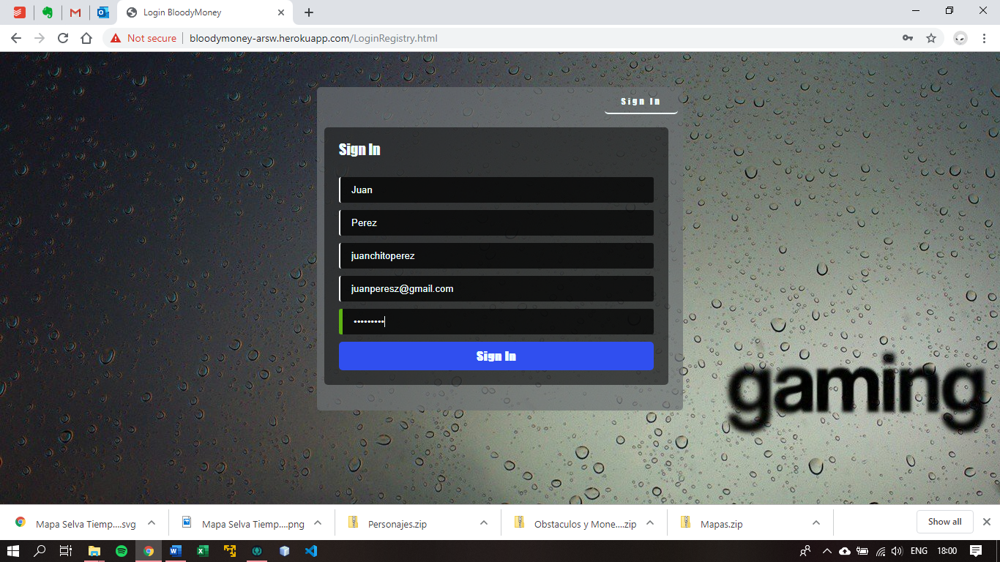 Login BloodyMoney
Not secure
bloodymoney-arsw.herokuapp.com/LoginRegistry.html
Sign In
Sign In
Juan
Perez
juanchitoperez
juanperesz@gmail.com
•••••••••
Sign In
gaming
Mapa Selva Tiemp....svg
Mapa Selva Tiemp....png
Personajes.zip
Obstaculos y Mone....zip
Mapas.zip
Show all
ENG
18:00